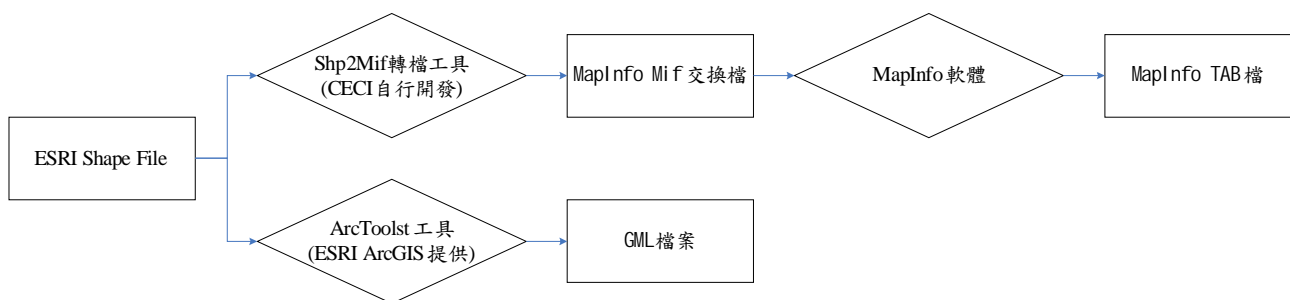 ESRI Shape File
Shp2Mif轉檔工具
(CECI自行開發)
MapInfo Mif交換檔
MapInfo軟體
MapInfo TAB檔
ArcToolst工具
(ESRI ArcGIS提供)
GML檔案